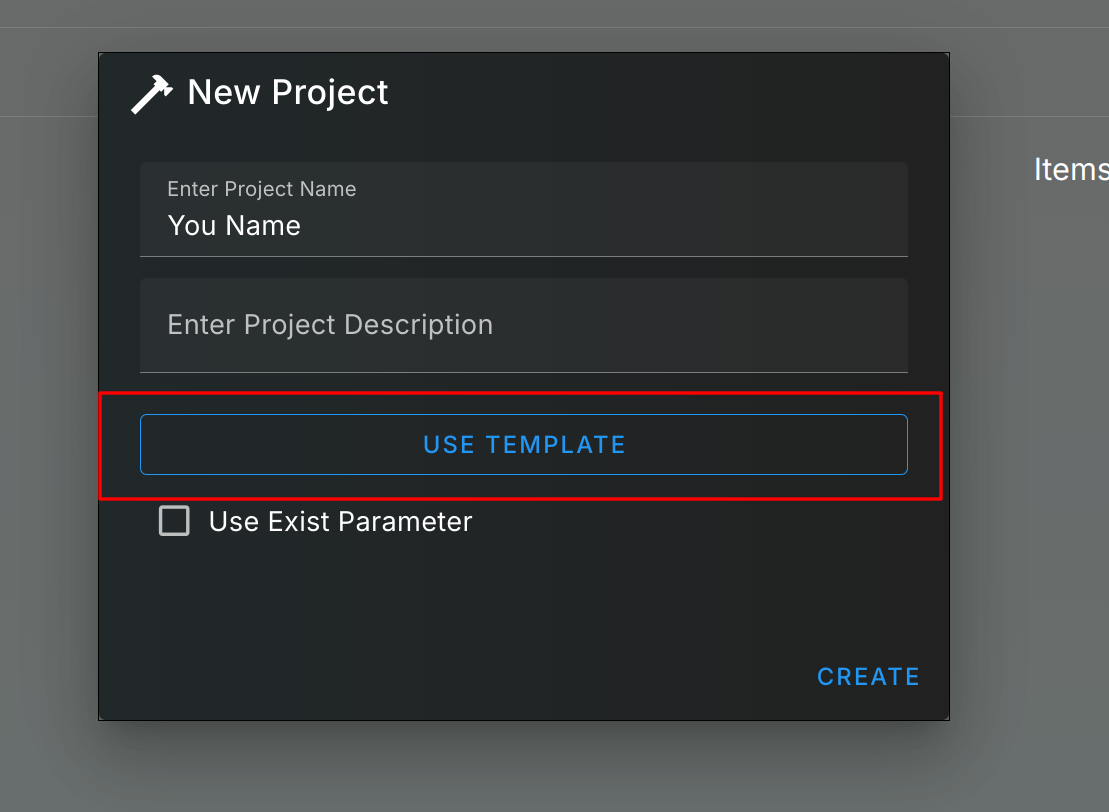 New Project
Items
Enter Project Name
You Name
Enter Project Description
USE TEMPLATE
Use Exist Parameter
CREATE